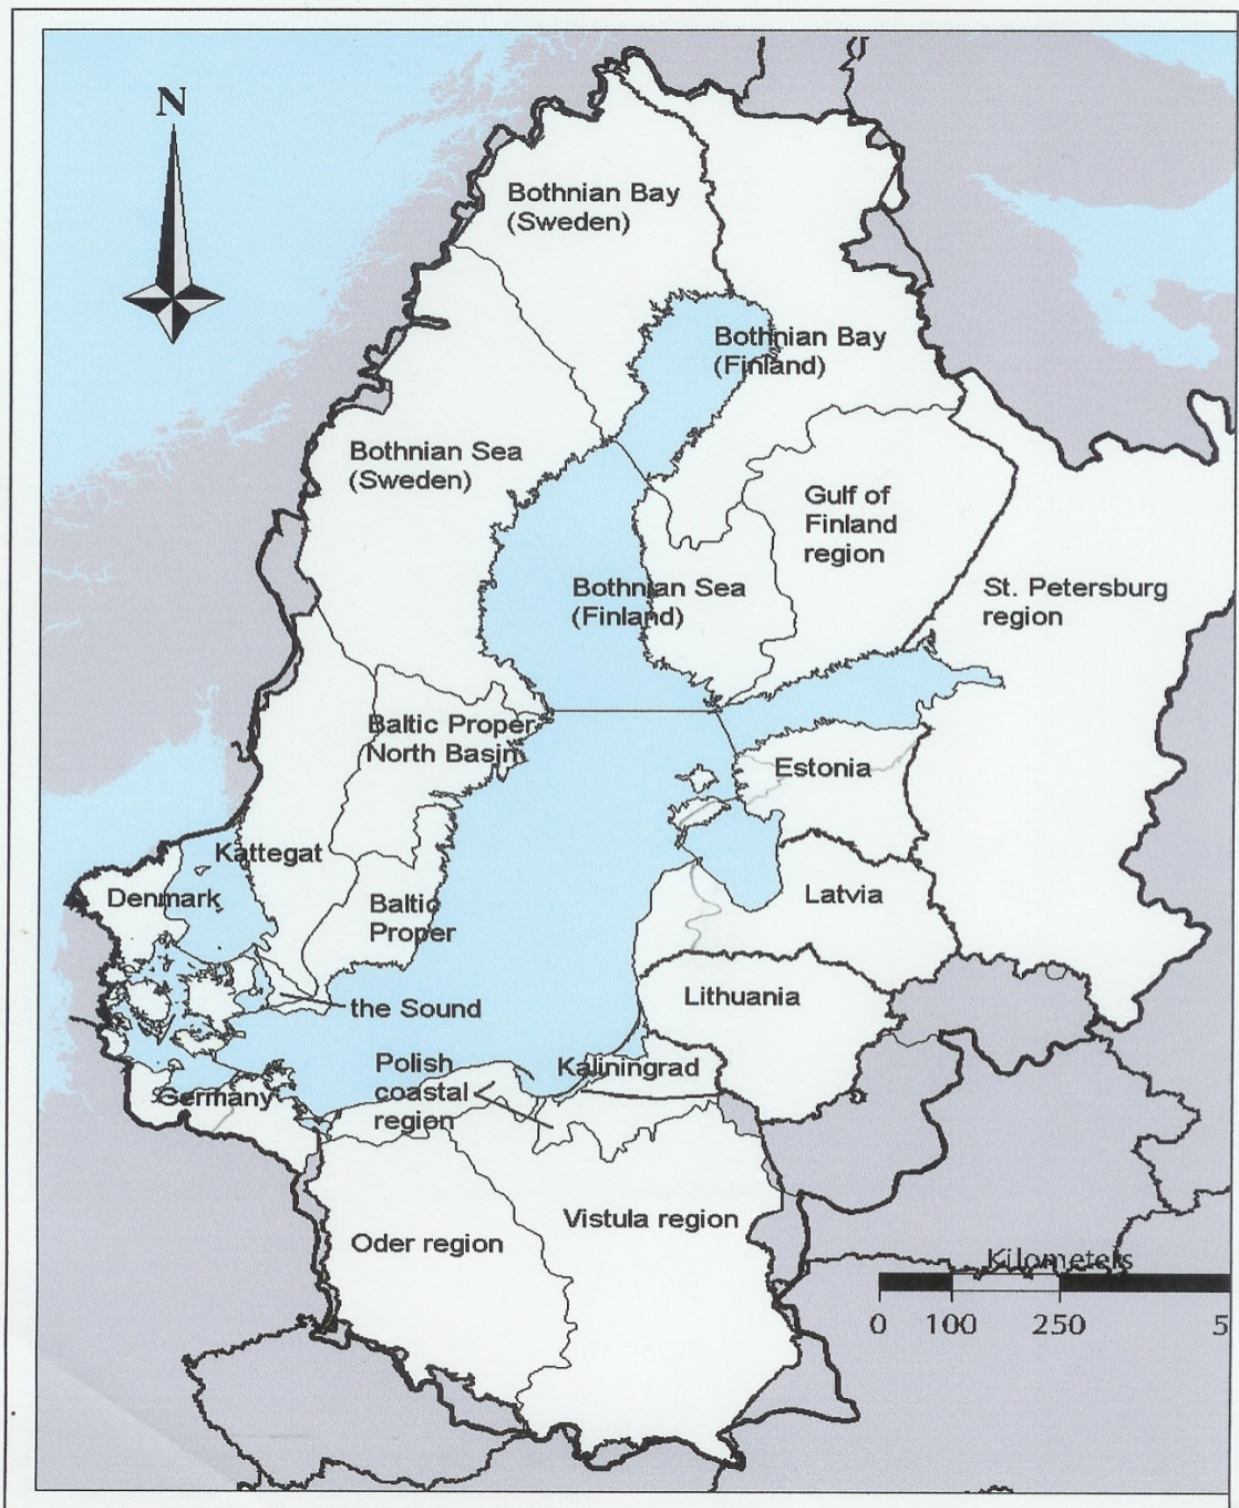 N
Bothnian Bay
(Sweden)
Bothnian Bay
(Finland)
Bothnian Sea
(Sweden)
Gulf of
Finland
region
Bothnian Sea
(Finland)
St. Petersburg
region
Baltic Proper
North Basin
Estonia
Kattegat
Denmark
Baltic
Proper
Latvia
the Sound
Lithuania
Polish
coastal
region
Kaliningrad
Germany
Oder region
Vistula region
Kilometers
0 100 250 5